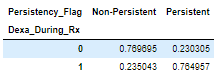 Persistency_Flag Non-Persistent Persistent
Dexa_During_Rx
0 0.769695 0.230305
1 0.235043 0.764957